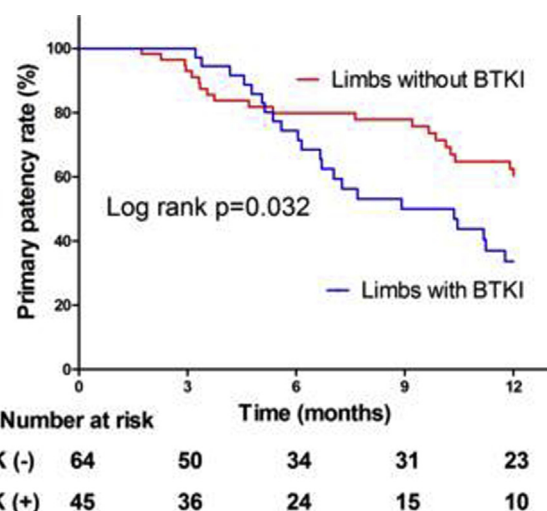 Primary patency rate (%)
100
80
60
40
20
0
Limbs without BTKI
Log rank p=0.032
Limbs with BTKI
0 3 6 9 12
Time (months)
Number at risk
K (-) 64 50 34 31 23
K (+) 45 36 24 15 10